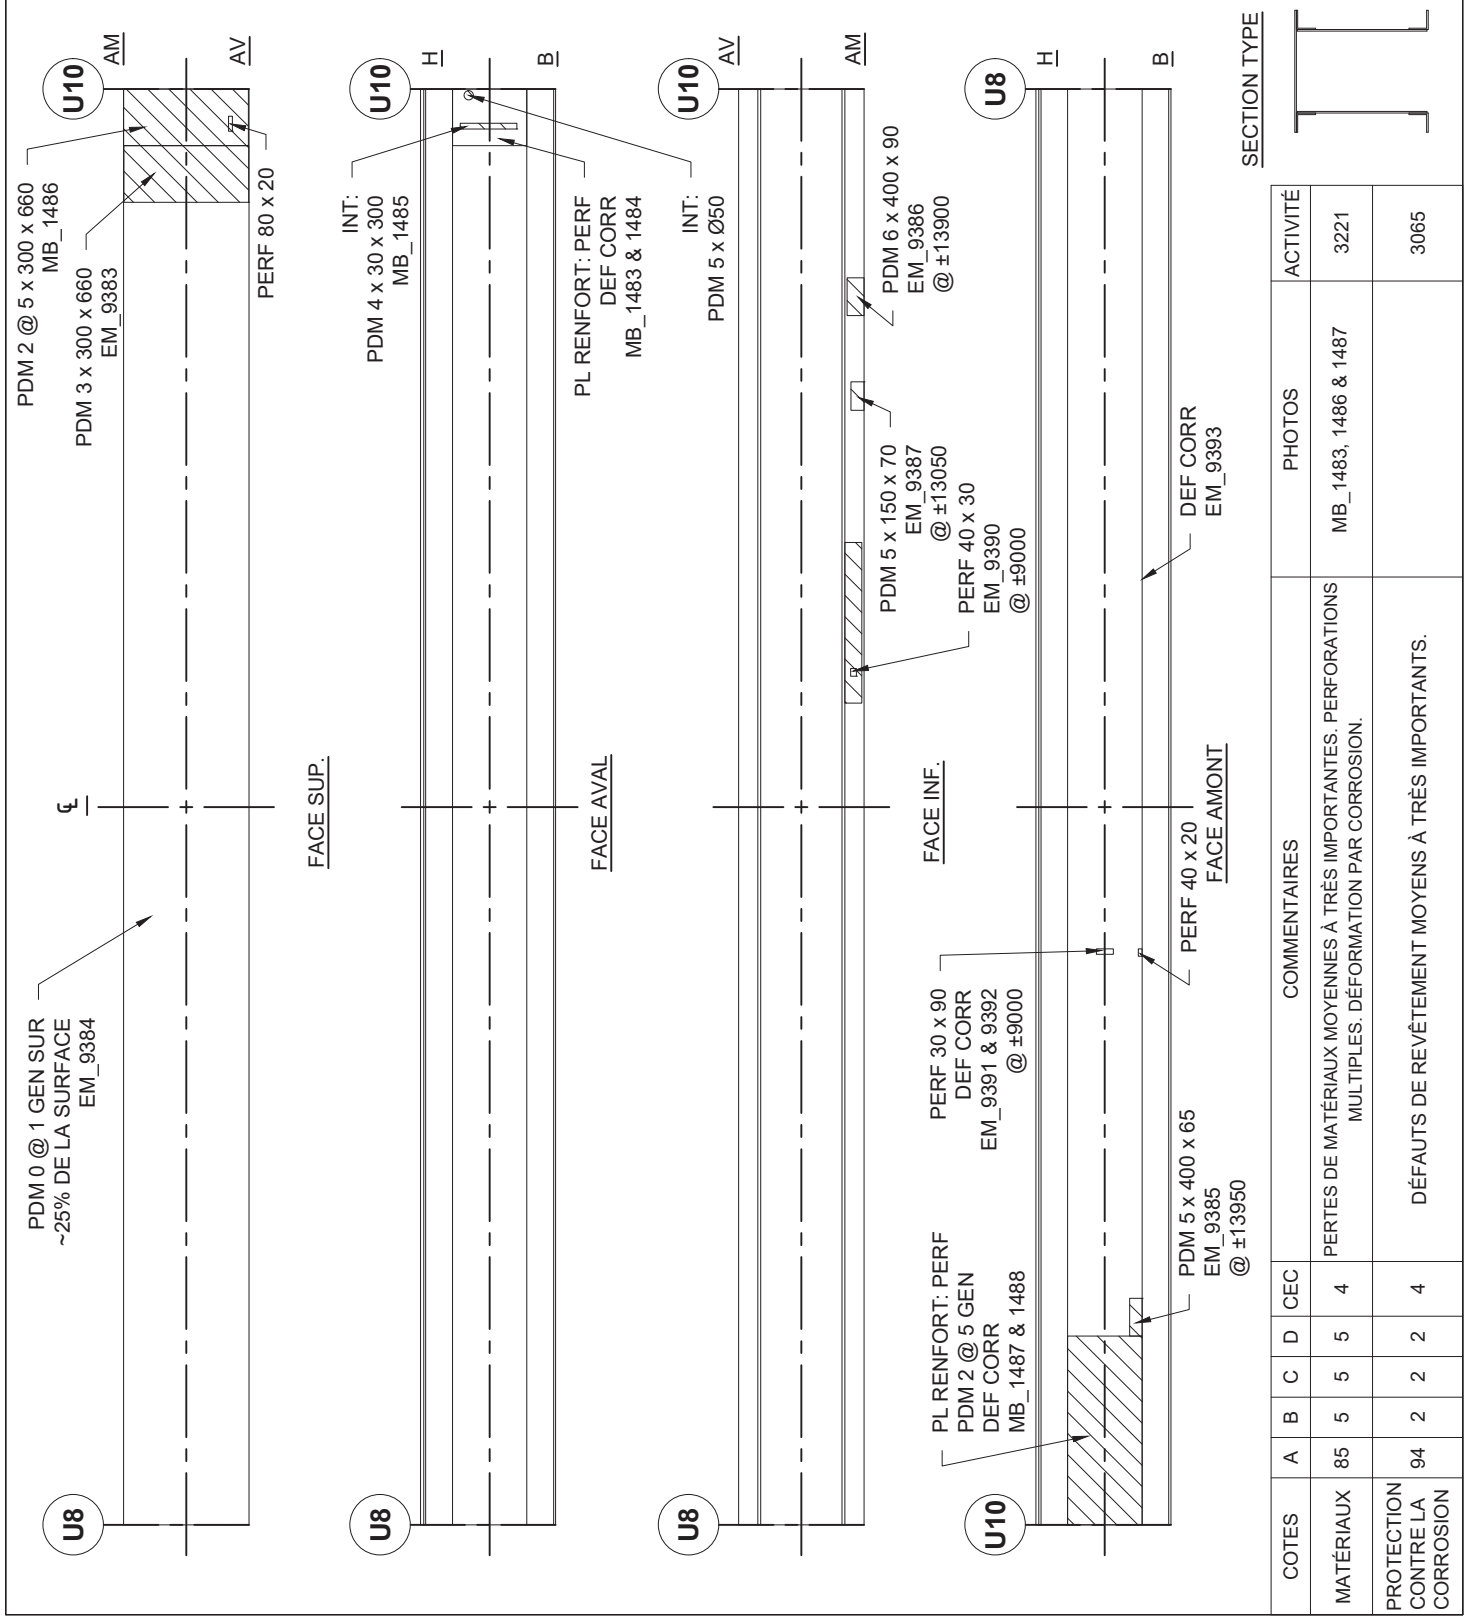 PDM 0 @ 1 GEN SUR
~25% DE LA SURFACE
EM_9384
℄
PDM 2 @ 5 x 300 x 660
MB_1486
PDM 3 x 300 x 660
EM_9383
PERF 80 x 20
U8
U10
AM
AV
FACE SUP.
INT:
PDM 4 x 30 x 300
MB_1485
PL RENFORT: PERF
DEF CORR
MB_1483 & 1484
U8
U10
H
B
FACE AVAL
INT:
PDM 5 x Ø50
PDM 6 x 400 x 90
EM_9386
@ ±13900
PDM 5 x 150 x 70
EM_9387
@ ±13050
PERF 40 x 30
EM_9390
@ ±9000
U8
U10
AV
AM
FACE INF.
PL RENFORT: PERF
PDM 2 @ 5 GEN
DEF CORR
MB_1487 & 1488
PERF 30 x 90
DEF CORR
EM_9391 & 9392
@ ±9000
PDM 5 x 400 x 65
EM_9385
@ ±13950
PERF 40 x 20
DEF CORR
EM_9393
U10
U8
H
B
FACE AMONT
SECTION TYPE
COTES A B C D CEC COMMENTAIRES PHOTOS ACTIVITÉ
MATÉRIAUX 85 5 5 5 4 PERTES DE MATÉRIAUX MOYENNES À TRÈS IMPORTANTES. PERFORATIONS MB_1483, 1486 & 1487 3221
MULTIPLES. DÉFORMATION PAR CORROSION.
PROTECTION
CONTRE LA 94 2 2 2 4 DÉFAUTS DE REVÊTEMENT MOYENS À TRÈS IMPORTANTS. 3065
CORROSION